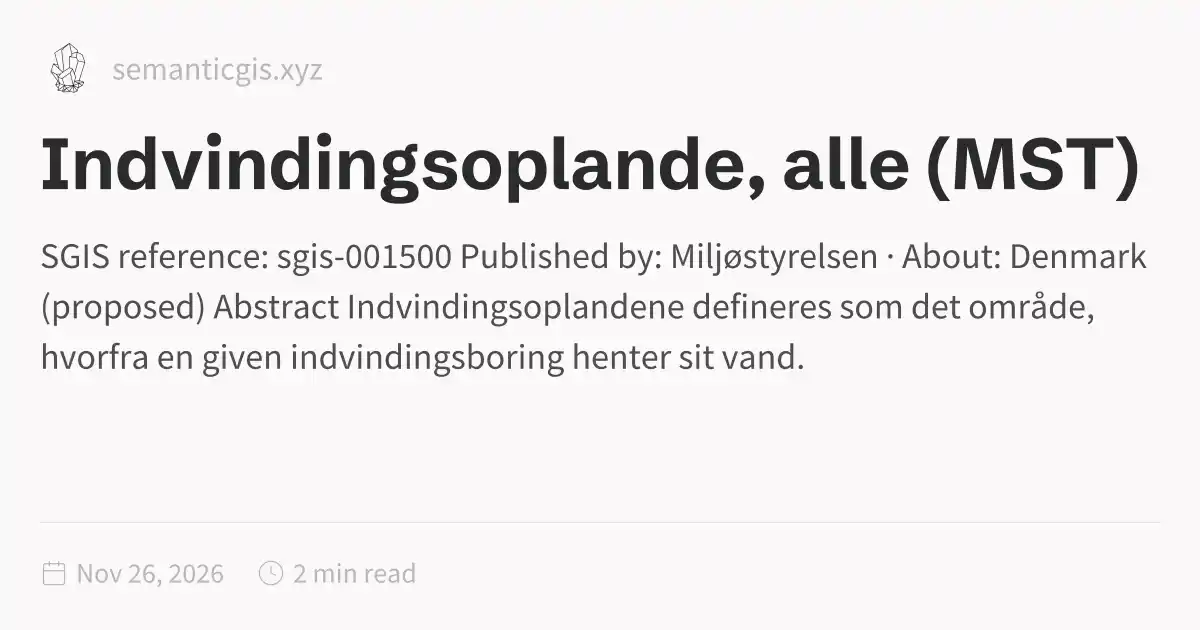 semanticgis.xyz
Indvindingsoplande, alle (MST)
SGIS reference: sgis-001500 Published by: Miljøstyrelsen · About: Denmark
(proposed) Abstract Indvindingsoplandene defineres som det område,
hvorfra en given indvindingsboring henter sit vand.
Nov 26, 2026 2 min read